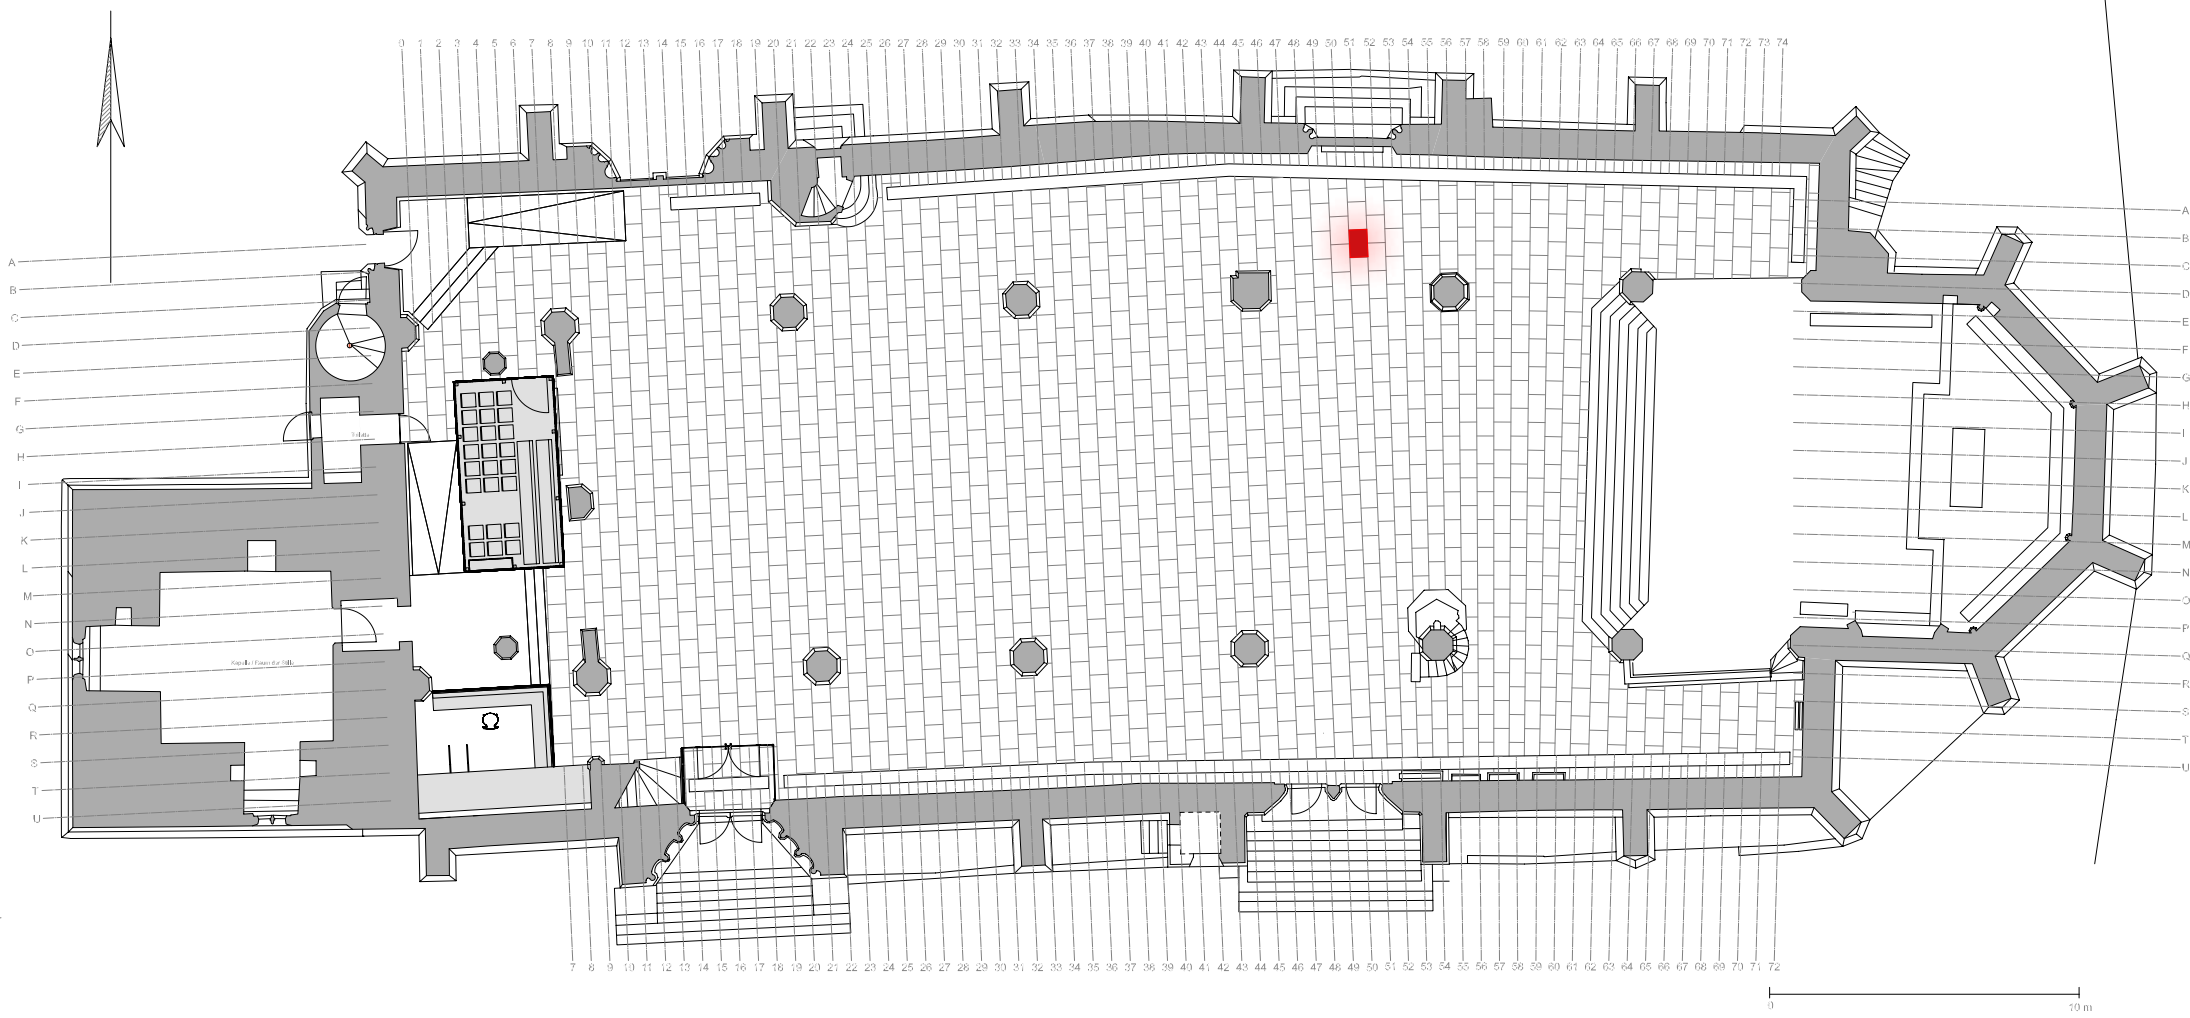 0 1 2 3 4 5 6 7 8 9 10 11 12 13 14 15 16 17 18 19 20 21 22 23 24 25 26 27 28 29 30 31 32 33 34 35 36 37 38 39 40 41 42 43 44 45 46 47 48 49 50 51 52 53 54 55 56 57 58 59 60 61 62 63 64 65 66 67 68 69 70 71 72 73 74
A A
B B
C C
D D
E E
F F
G G
H H
I I
J J
K K
L L
M M
N N
O O
P P
Q Q
R R
S S
T T
U U
7 8 9 10 11 12 13 14 15 16 17 18 19 20 21 22 23 24 25 26 27 28 29 30 31 32 33 34 35 36 37 38 39 40 41 42 43 44 45 46 47 48 49 50 51 52 53 54 55 56 57 58 59 60 61 62 63 64 65 66 67 68 69 70 71 72
0 10 m